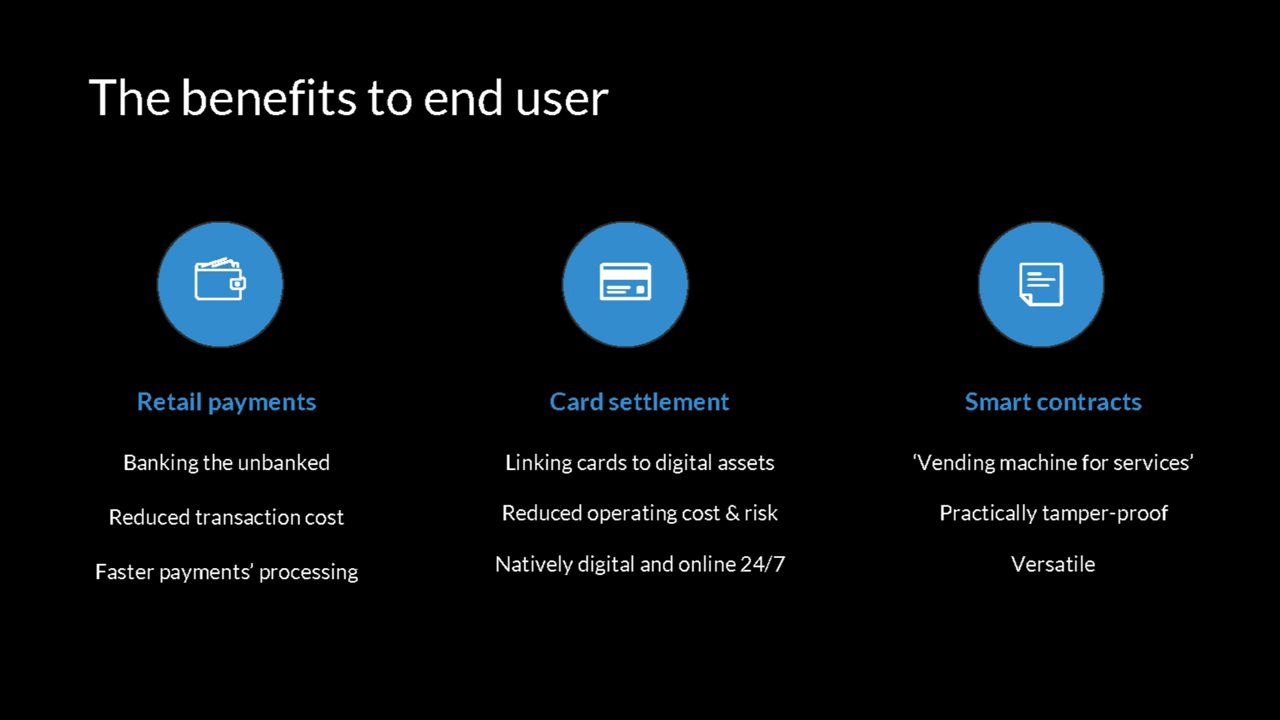 The benefits to end user
Retail payments
Banking the unbanked
Reduced transaction cost
Faster payments’ processing
Card settlement
Linking cards to digital assets
Reduced operating cost & risk
Natively digital and online 24/7
Smart contracts
‘Vending machine for services’
Practically tamper-proof
Versatile